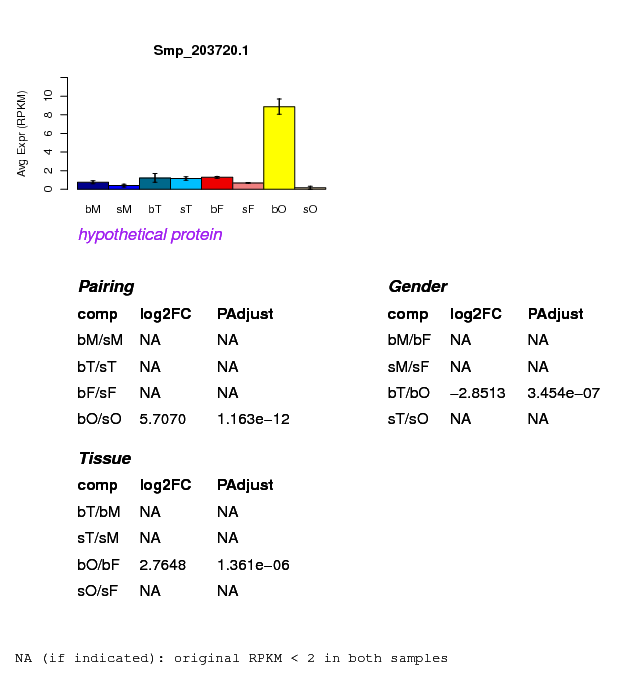 Smp_203720.1
Avg Expr (RPKM)
10
8
6
4
2
0
bM sM bT sT bF sF bO sO
hypothetical protein
Pairing
comp log2FC PAdjust
bM/sM NA NA
bT/sT NA NA
bF/sF NA NA
bO/sO 5.7070 1.163e−12
Gender
comp log2FC PAdjust
bM/bF NA NA
sM/sF NA NA
bT/bO −2.8513 3.454e−07
sT/sO NA NA
Tissue
comp log2FC PAdjust
bT/bM NA NA
sT/sM NA NA
bO/bF 2.7648 1.361e−06
sO/sF NA NA
NA (if indicated): original RPKM < 2 in both samples